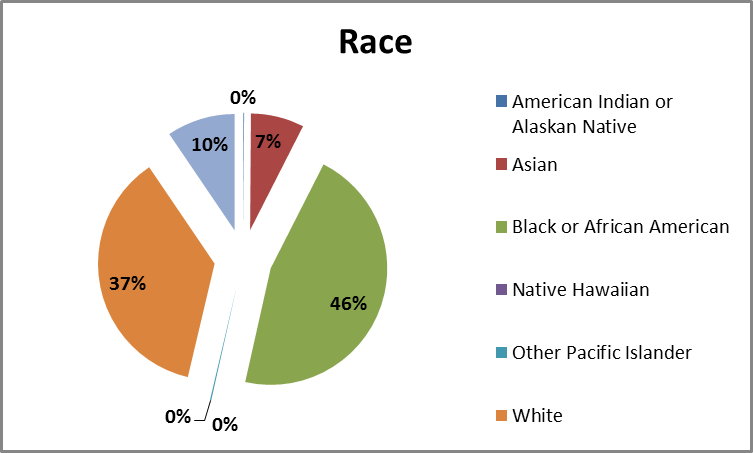 Race
0%
10%
7%
37%
46%
0%
0%
American Indian or
Alaskan Native
Asian
Black or African American
Native Hawaiian
Other Pacific Islander
White